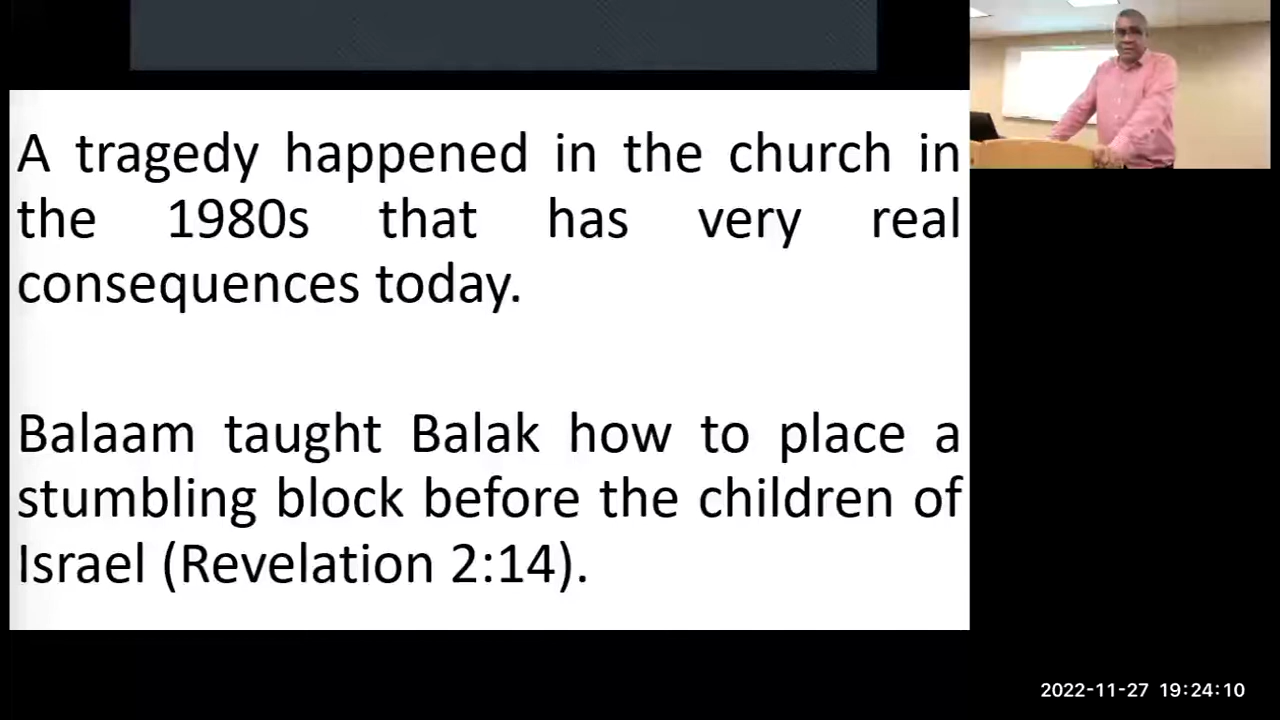 A tragedy happened in the church in
the 1980s that has very real
consequences today.
Balaam taught Balak how to place a
stumbling block before the children of
Israel (Revelation 2:14).
2022-11-27 19:24:10